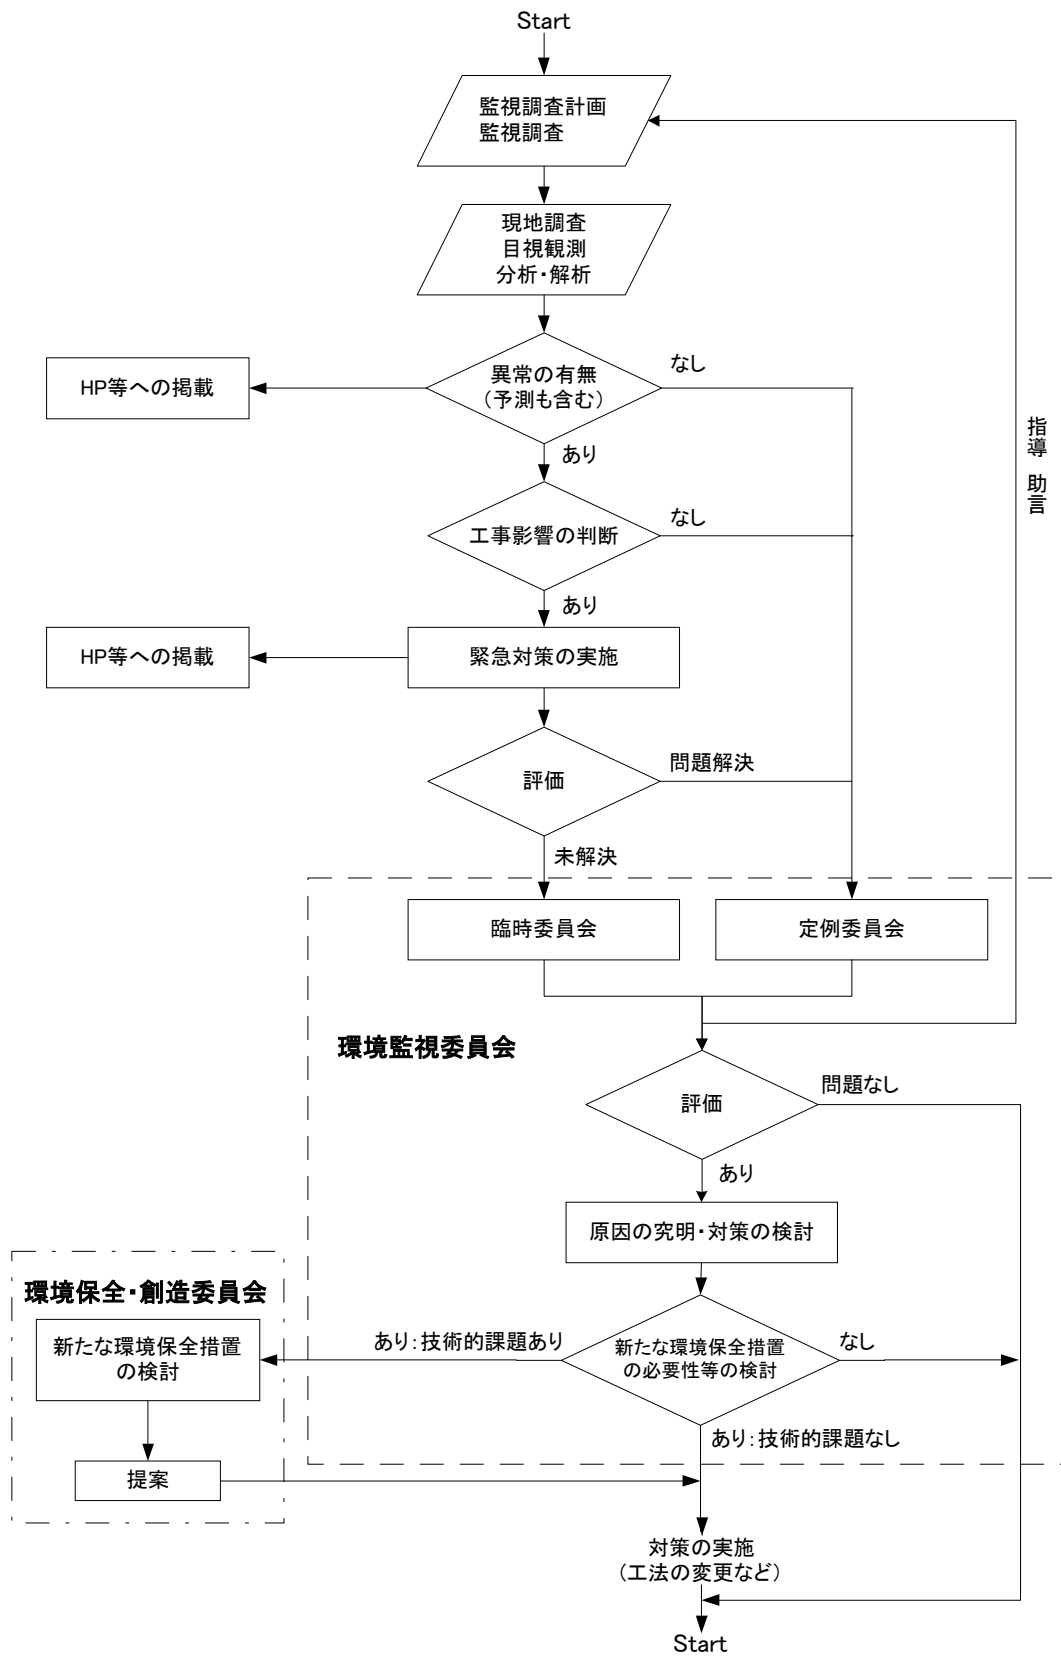 Start
監視調査計画
監視調査
現地調査
目視観測
分析・解析
異常の有無
（予測も含む）
なし
HP等への掲載
あり
指導 助言
工事影響の判断
なし
あり
緊急対策の実施
HP等への掲載
評価
問題解決
未解決
臨時委員会
定例委員会
環境監視委員会
評価
問題なし
あり
原因の究明・対策の検討
環境保全・創造委員会
新たな環境保全措置
の検討
あり：技術的課題あり
新たな環境保全措置
の必要性等の検討
なし
あり：技術的課題なし
提案
対策の実施
（工法の変更など）
Start